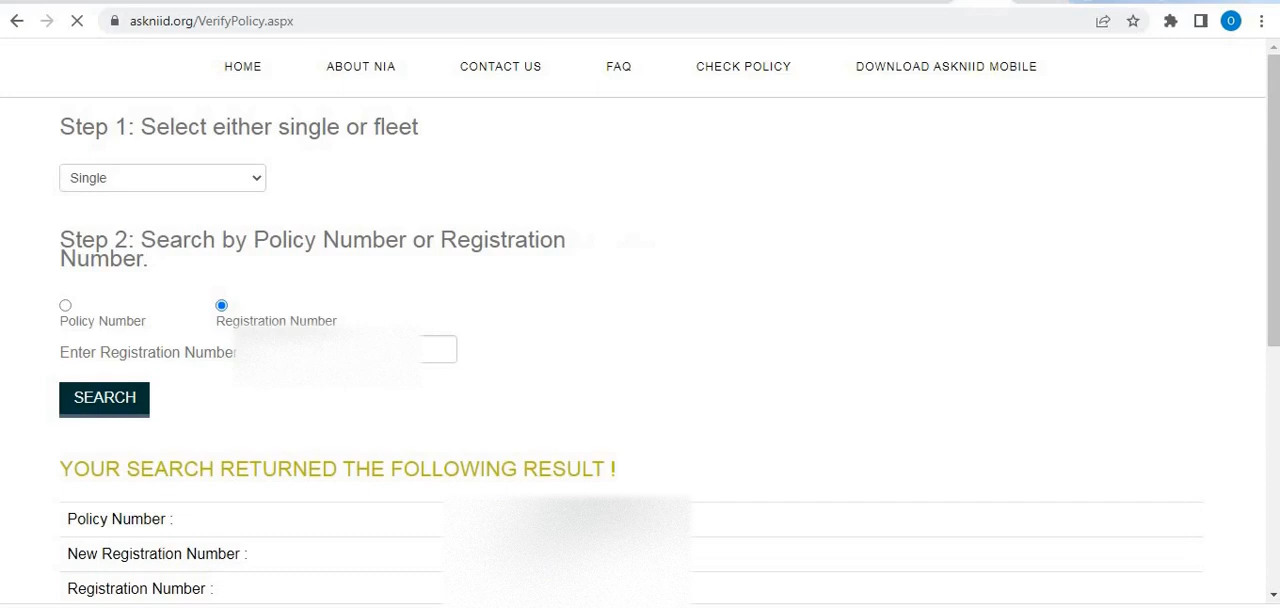 askniid.org/VerifyPolicy.aspx
O
HOME ABOUT NIA CONTACT US FAQ CHECK POLICY DOWNLOAD ASKNIID MOBILE
Step 1: Select either single or fleet
Single
Step 2: Search by Policy Number or Registration
Number.
Policy Number Registration Number
Enter Registration Number
SEARCH
YOUR SEARCH RETURNED THE FOLLOWING RESULT !
Policy Number :
New Registration Number :
Registration Number :